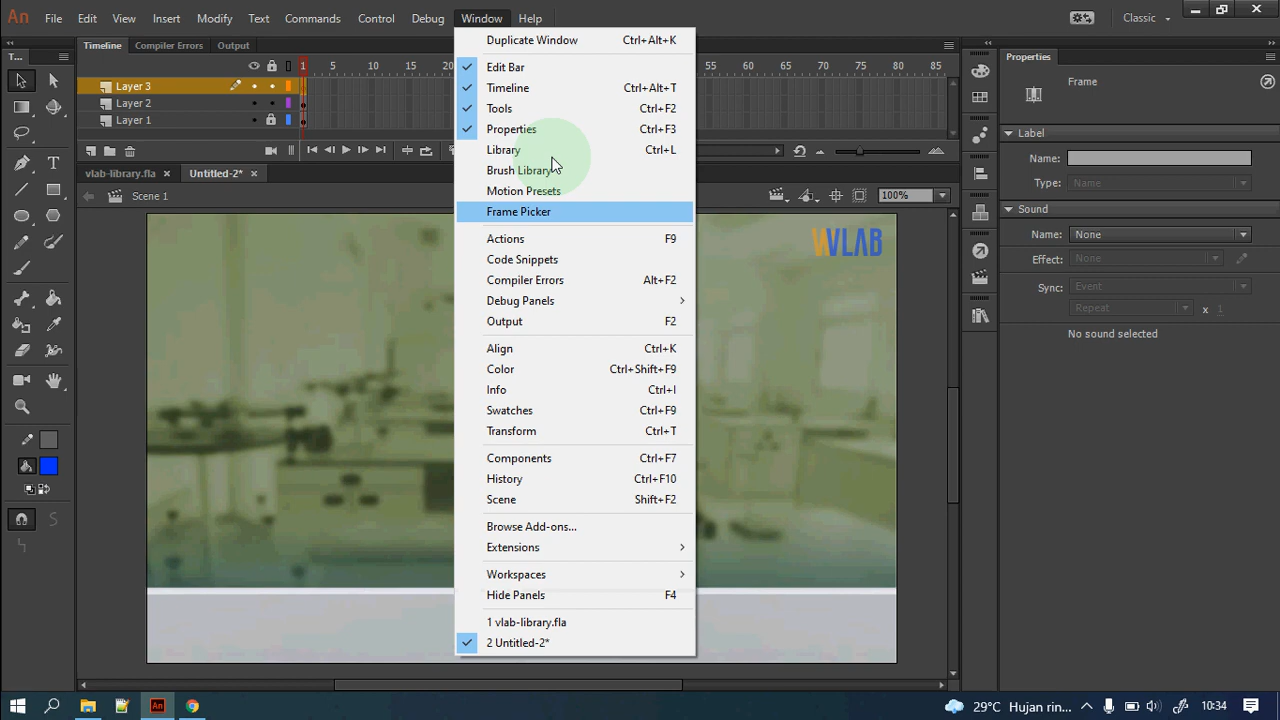 An File Edit View Insert Modify Text Commands Control Debug Window Help Classic
Timeline Compiler Errors Output
T... 1 5 10 15 20 55 60 65 70 75 80 85
Layer 3
Layer 2
Layer 1
vlab-library.fla × Untitled-2* ×
Scene 1 100%
WVLAB
Duplicate Window Ctrl+Alt+K
Edit Bar
Timeline Ctrl+Alt+T
Tools Ctrl+F2
Properties Ctrl+F3
Library Ctrl+L
Brush Library
Motion Presets
Frame Picker
Actions F9
Code Snippets
Compiler Errors Alt+F2
Debug Panels
Output F2
Align Ctrl+K
Color Ctrl+Shift+F9
Info Ctrl+I
Swatches Ctrl+F9
Transform Ctrl+T
Components Ctrl+F7
History Ctrl+F10
Scene Shift+F2
Browse Add-ons...
Extensions
Workspaces
Hide Panels F4
1 vlab-library.fla
2 Untitled-2*
Properties
Frame
Label
Name:
Type: Name
Sound
Name: None
Effect: None
Sync: Event
Repeat x 1
No sound selected
An 29°C Hujan rin... 10:34